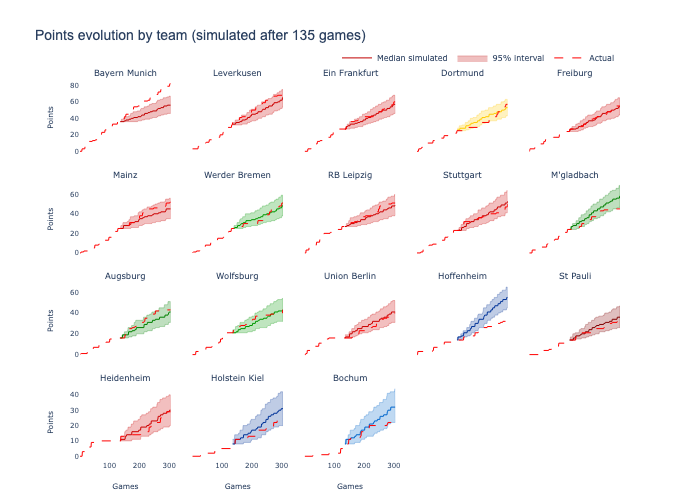 Points evolution by team (simulated after 135 games)
Median simulated 95% interval Actual
Bayern Munich Leverkusen Ein Frankfurt Dortmund Freiburg
80
60
40
20
0
Points
Mainz Werder Bremen RB Leipzig Stuttgart M'gladbach
60
40
20
0
Points
Augsburg Wolfsburg Union Berlin Hoffenheim St Pauli
60
40
20
0
Points
Heidenheim Holstein Kiel Bochum
40
30
20
10
0
Points
100 200 300 100 200 300 100 200 300
Games Games Games